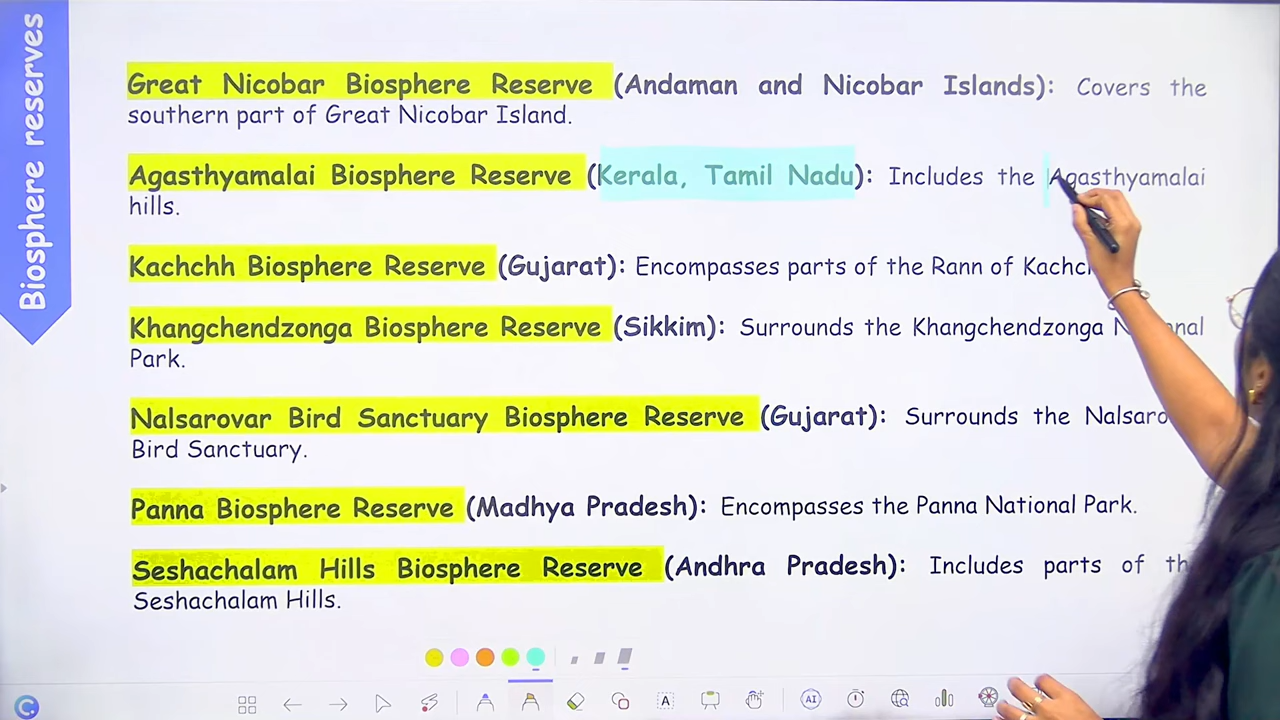 Biosphere reserves
Great Nicobar Biosphere Reserve (Andaman and Nicobar Islands): Covers the
southern part of Great Nicobar Island.
Agasthyamalai Biosphere Reserve (Kerala, Tamil Nadu): Includes the Agasthyamalai
hills.
Kachchh Biosphere Reserve (Gujarat): Encompasses parts of the Rann of
Khangchendzonga Biosphere Reserve (Sikkim): Surrounds the Khangchendzonga
Park.
Nalsarovar Bird Sanctuary Biosphere Reserve (Gujarat): Surrounds the
Bird Sanctuary.
Panna Biosphere Reserve (Madhya Pradesh): Encompasses the Panna National Park.
Seshachalam Hills Biosphere Reserve (Andhra Pradesh): Includes parts of
Seshachalam Hills.
A
AI